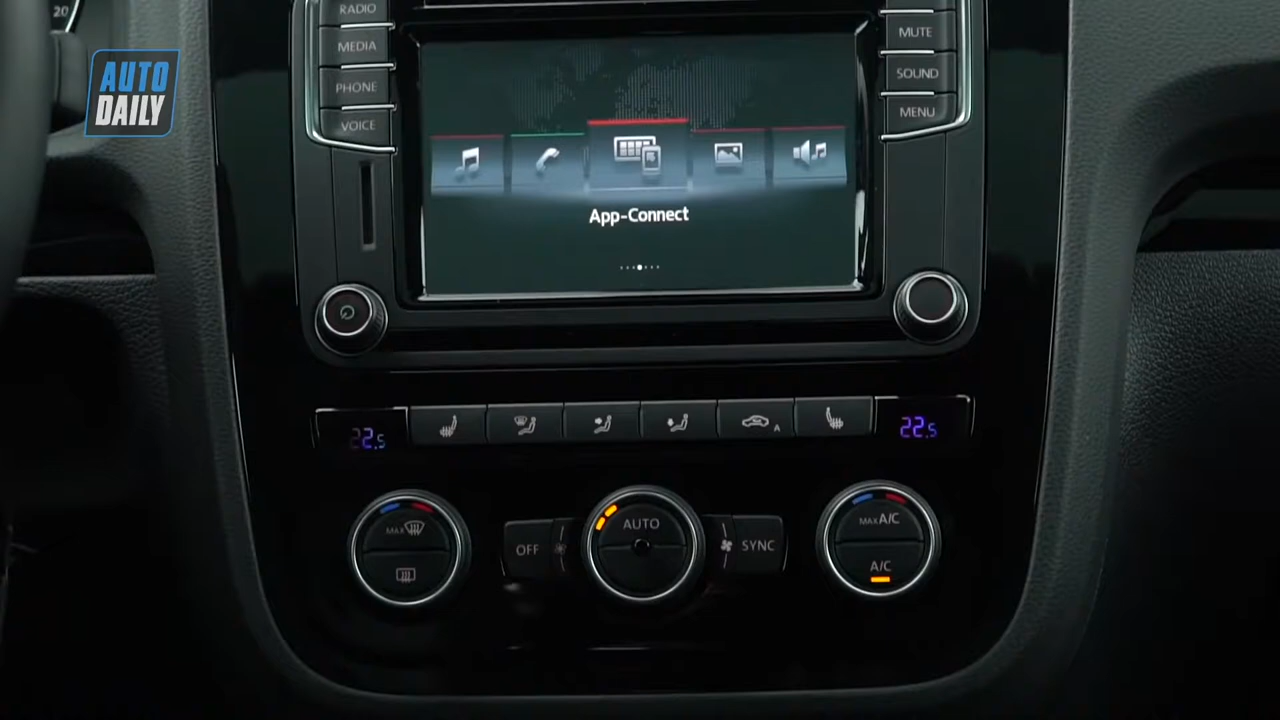 20
AUTO
DAILY
RADIO
MEDIA
PHONE
VOICE
MUTE
SOUND
MENU
App-Connect
22.5
A
22.5
MAX
OFF
AUTO
SYNC
MAX A/C
A/C